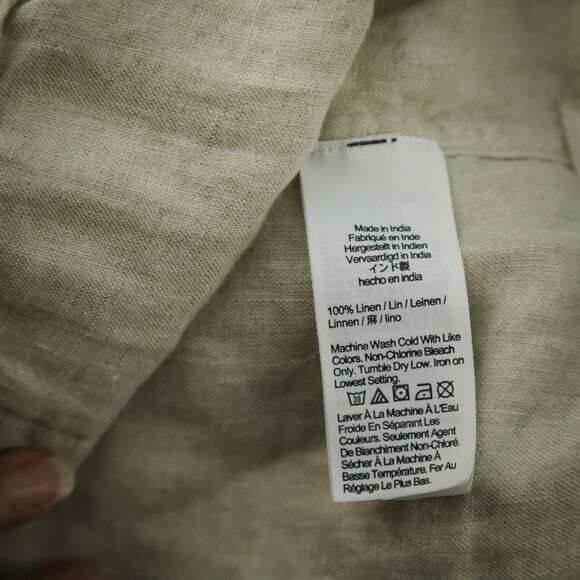 Made in India
Fabriqué en Inde
Hergestellt in Indien
Vervaardigd in India
インド製
hecho en india
100% Linen / Lin / Leinen /
Linnen / 麻 / lino
Machine Wash Cold With Like
Colors. Non-Chlorine Bleach
Only. Tumble Dry Low. Iron on
Lowest Setting.
30
Laver À La Machine À L'Eau
Froide En Séparant Les
Couleurs. Seulement Agent
De Blanchiment Non-Chloré.
Sécher À La Machine À
Basse Température. Fer Au
Réglage Le Plus Bas.